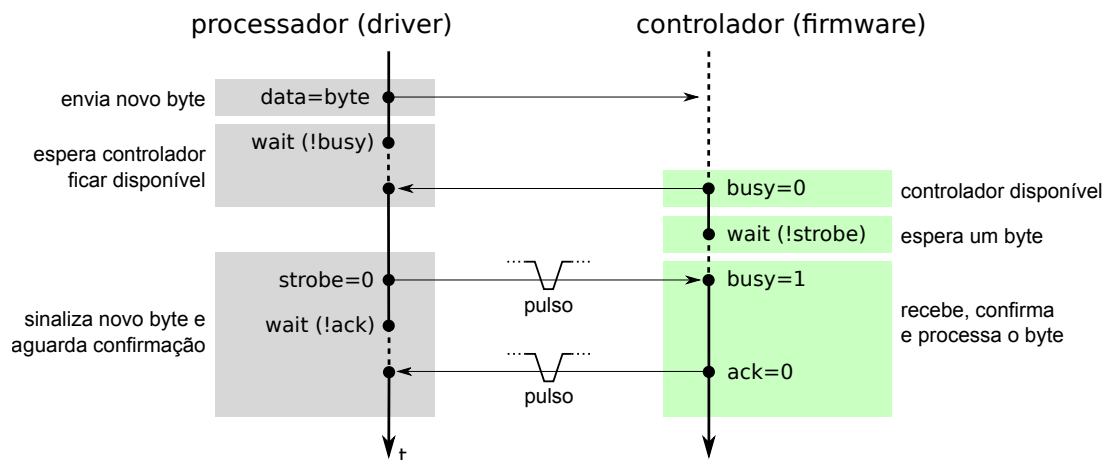 processador (driver)
controlador (firmware)
envia novo byte
data=byte
espera controlador
ficar disponível
wait (!busy)
busy=0
controlador disponível
wait (!strobe)
espera um byte
sinaliza novo byte e
aguarda confirmação
strobe=0
pulso
busy=1
recebe, confirma
e processa o byte
wait (!ack)
pulso
ack=0
t